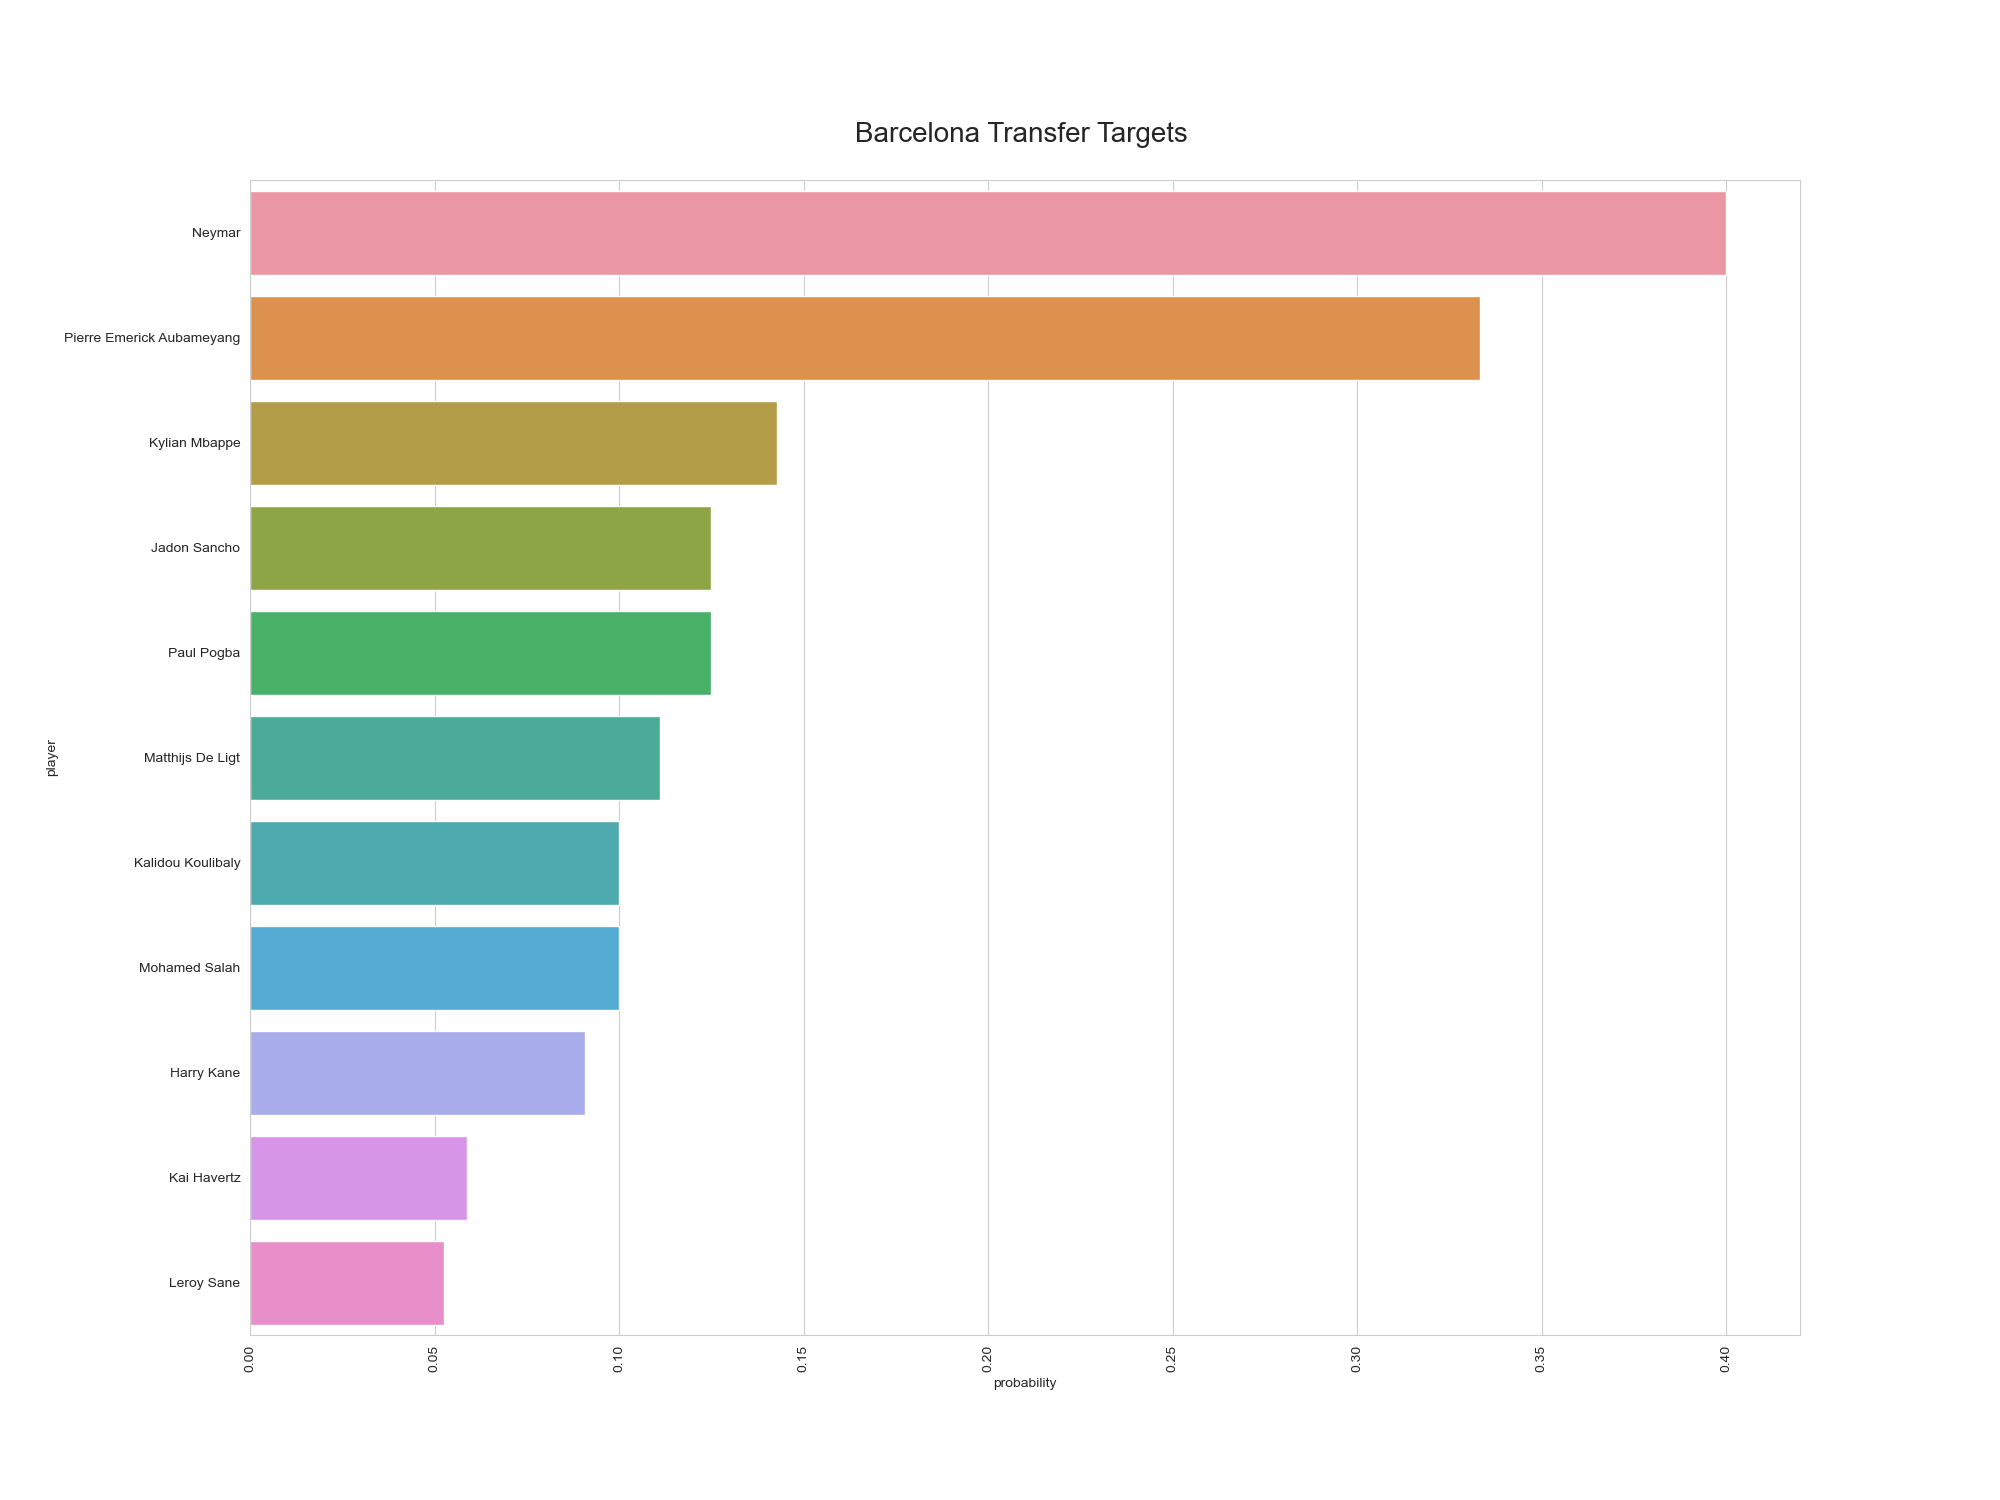 Barcelona Transfer Targets
Neymar
Pierre Emerick Aubameyang
Kylian Mbappe
Jadon Sancho
Paul Pogba
Matthijs De Ligt
Kalidou Koulibaly
Mohamed Salah
Harry Kane
Kai Havertz
Leroy Sane
player
0.00
0.05
0.10
0.15
0.20
0.25
0.30
0.35
0.40
probability